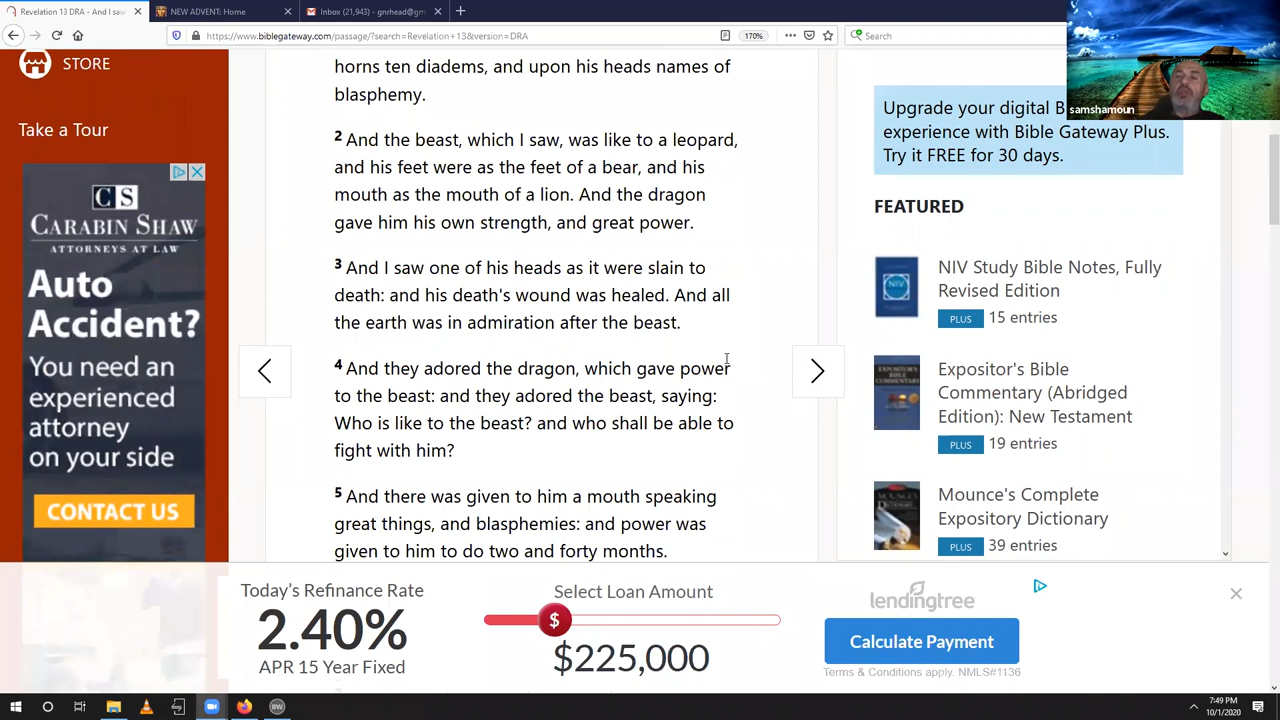 Revelation 13 DRA - And I saw
NEW ADVENT: Home
Inbox (21,943) - gnrhead@gm
https://www.biblegateway.com/passage/?search=Revelation+13&version=DRA
170%
Search
STORE
Take a Tour
CS
CARABIN SHAW
ATTORNEYS AT LAW
Auto
Accident?
You need an
experienced
attorney
on your side
CONTACT US
horns ten diadems, and upon his heads names of
blasphemy.
2 And the beast, which I saw, was like to a leopard,
and his feet were as the feet of a bear, and his
mouth as the mouth of a lion. And the dragon
gave him his own strength, and great power.
3 And I saw one of his heads as it were slain to
death: and his death's wound was healed. And all
the earth was in admiration after the beast.
4 And they adored the dragon, which gave power
to the beast: and they adored the beast, saying:
Who is like to the beast? and who shall be able to
fight with him?
5 And there was given to him a mouth speaking
great things, and blasphemies: and power was
given to him to do two and forty months.
samshamoun
Upgrade your digital B
experience with Bible Gateway Plus.
Try it FREE for 30 days.
FEATURED
NIV
NIV Study Bible Notes, Fully
Revised Edition
PLUS 15 entries
Expositor's Bible
Commentary (Abridged
Edition): New Testament
PLUS 19 entries
Mounce's Complete
Expository Dictionary
PLUS 39 entries
Today's Refinance Rate
2.40%
APR 15 Year Fixed
Select Loan Amount
$
$225,000
lendingtree
Calculate Payment
Terms & Conditions apply. NMLS#1136
BW
7:49 PM
10/1/2020